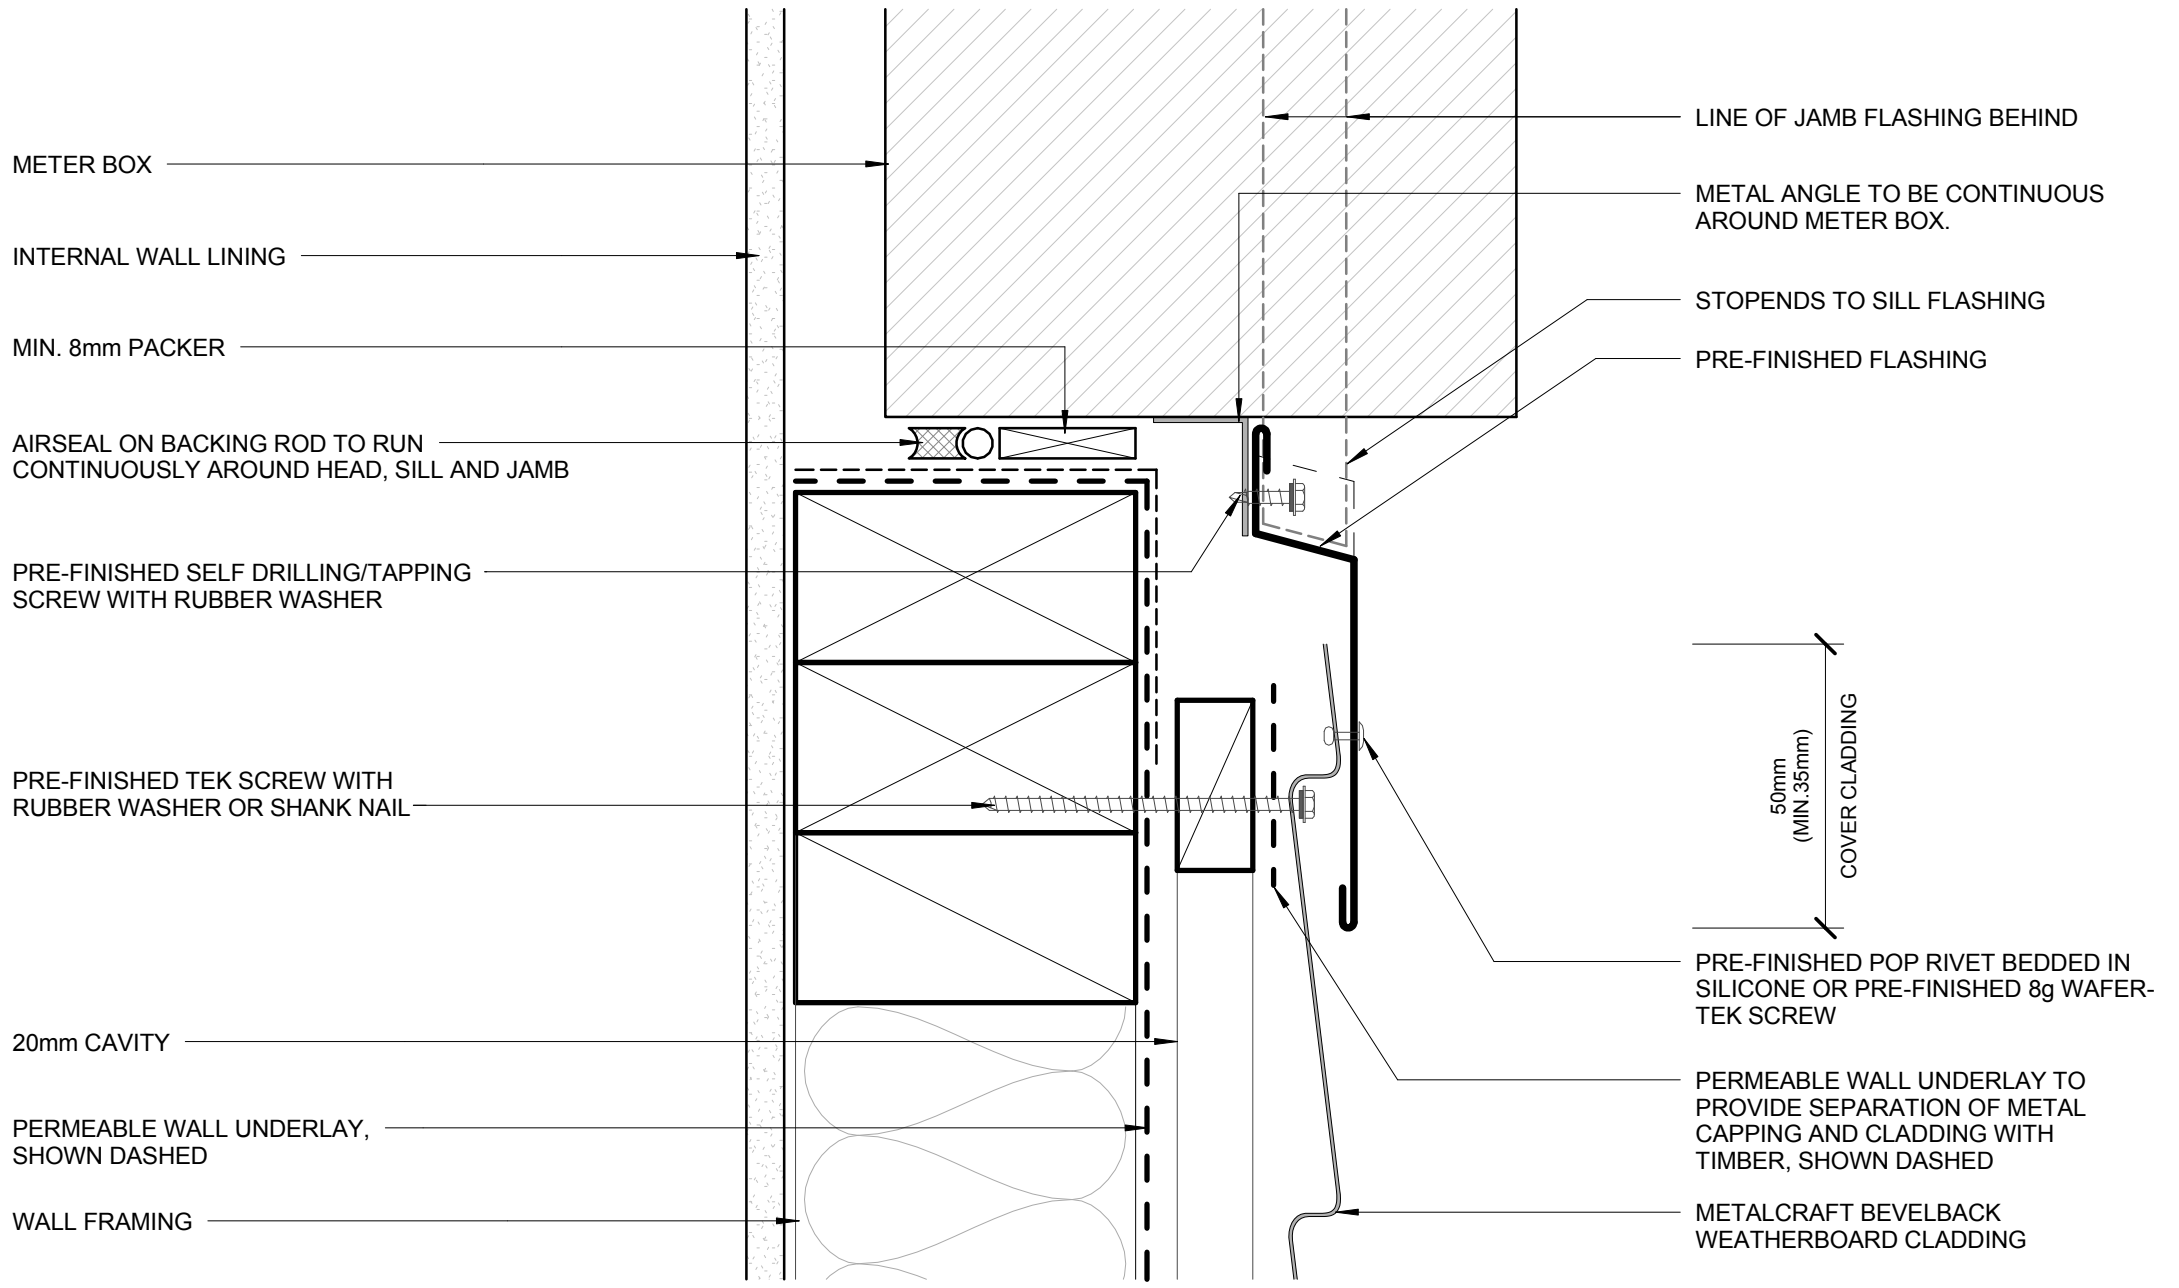 METER BOX
INTERNAL WALL LINING
MIN. 8mm PACKER
AIRSEAL ON BACKING ROD TO RUN
CONTINUOUSLY AROUND HEAD, SILL AND JAMB
PRE-FINISHED SELF DRILLING/TAPPING
SCREW WITH RUBBER WASHER
PRE-FINISHED TEK SCREW WITH
RUBBER WASHER OR SHANK NAIL
20mm CAVITY
PERMEABLE WALL UNDERLAY,
SHOWN DASHED
WALL FRAMING
LINE OF JAMB FLASHING BEHIND
METAL ANGLE TO BE CONTINUOUS
AROUND METER BOX.
STOPENDS TO SILL FLASHING
PRE-FINISHED FLASHING
50mm
(MIN.35mm)
COVER CLADDING
PRE-FINISHED POP RIVET BEDDED IN
SILICONE OR PRE-FINISHED 8g WAFER-
TEK SCREW
PERMEABLE WALL UNDERLAY TO
PROVIDE SEPARATION OF METAL
CAPPING AND CLADDING WITH
TIMBER, SHOWN DASHED
METALCRAFT BEVELBACK
WEATHERBOARD CLADDING